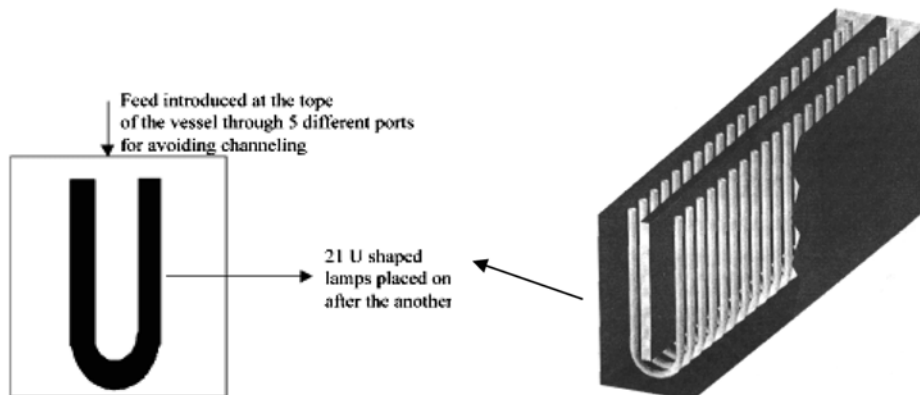 Feed introduced at the tope
of the vessel through 5 different ports
for avoiding channeling
21 U shaped
lamps placed on
after the another